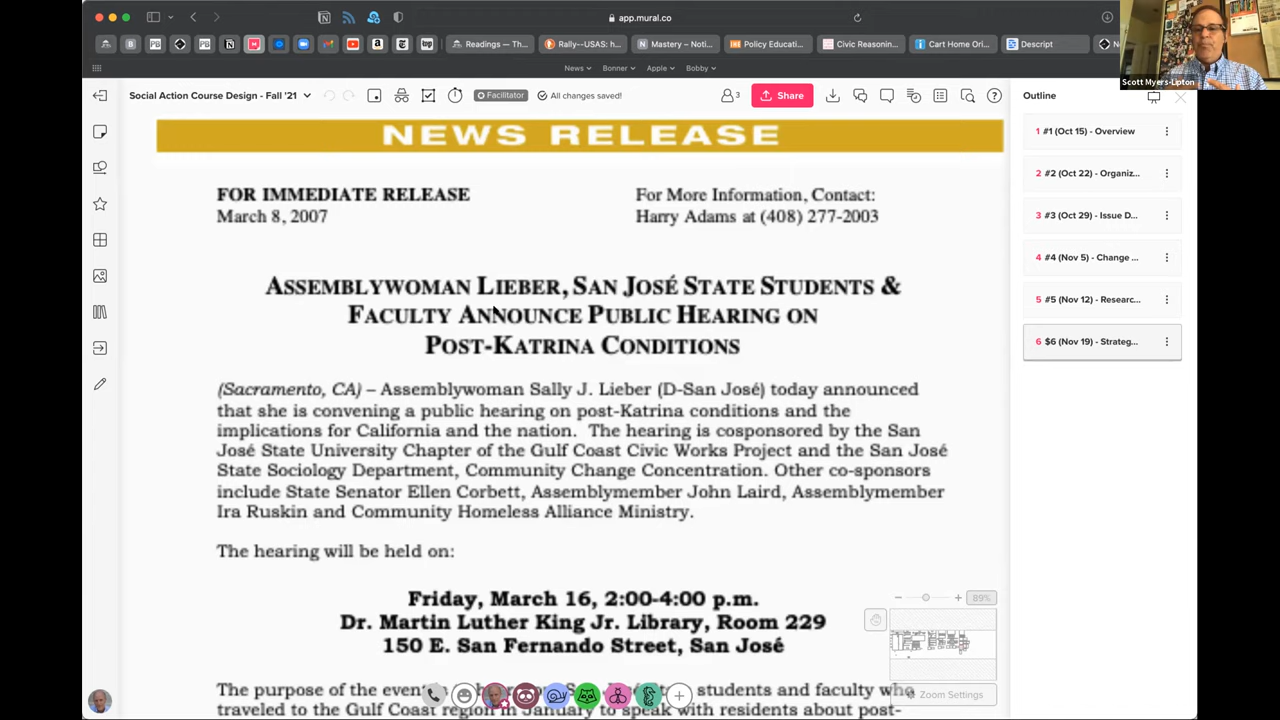 app.mural.co
Readings — Th...
Rally--USAS: h...
Mastery – Noti...
Policy Educati...
Civic Reasonin...
Cart Home Ori...
Descript
News
Bonner
Apple
Bobby
Scott Myers-Lipton
Social Action Course Design - Fall '21
Facilitator
All changes saved!
3
Share
Outline
1 #1 (Oct 15) - Overview
2 #2 (Oct 22) - Organiz...
3 #3 (Oct 29) - Issue D...
4 #4 (Nov 5) - Change ...
5 #5 (Nov 12) - Researc...
6 $6 (Nov 19) - Strateg...
NEWS RELEASE
FOR IMMEDIATE RELEASE
March 8, 2007
For More Information, Contact:
Harry Adams at (408) 277-2003
ASSEMBLYWOMAN LIEBER, SAN JOSÉ STATE STUDENTS &
FACULTY ANNOUNCE PUBLIC HEARING ON
POST-KATRINA CONDITIONS
(Sacramento, CA) – Assemblywoman Sally J. Lieber (D-San José) today announced
that she is convening a public hearing on post-Katrina conditions and the
implications for California and the nation. The hearing is cosponsored by the San
José State University Chapter of the Gulf Coast Civic Works Project and the San José
State Sociology Department, Community Change Concentration. Other co-sponsors
include State Senator Ellen Corbett, Assemblymember John Laird, Assemblymember
Ira Ruskin and Community Homeless Alliance Ministry.
The hearing will be held on:
Friday, March 16, 2:00-4:00 p.m.
Dr. Martin Luther King Jr. Library, Room 229
150 E. San Fernando Street, San José
The purpose of the event students and faculty who
traveled to the Gulf Coast region in January to speak with residents about post-
89%
Zoom Settings